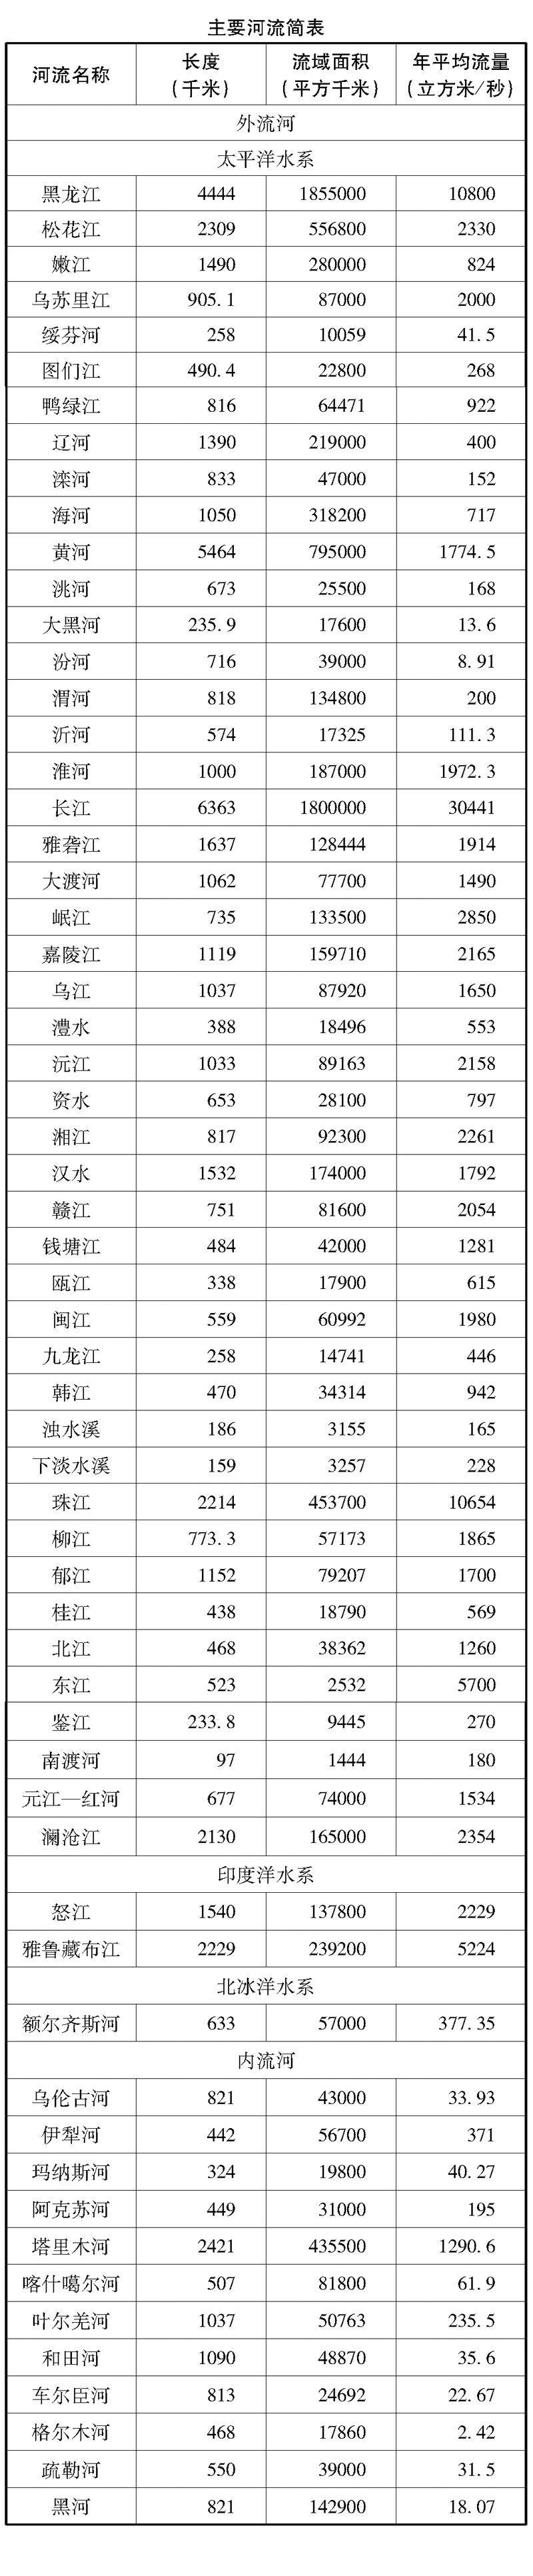 主要河流简表
河流名称 长度（千米） 流域面积（平方千米） 年平均流量（立方米/秒）
外流河
太平洋水系
黑龙江 4444 1855000 10800
松花江 2309 556800 2330
嫩江 1490 280000 824
乌苏里江 905.1 87000 2000
绥芬河 258 10059 41.5
图们江 490.4 22800 268
鸭绿江 816 64471 922
辽河 1390 219000 400
滦河 833 47000 152
海河 1050 318200 717
黄河 5464 795000 1774.5
洮河 673 25500 168
大黑河 235.9 17600 13.6
汾河 716 39000 8.91
渭河 818 134800 200
沂河 574 17325 111.3
淮河 1000 187000 1972.3
长江 6363 1800000 30441
雅砻江 1637 128444 1914
大渡河 1062 77700 1490
岷江 735 133500 2850
嘉陵江 1119 159710 2165
乌江 1037 87920 1650
澧水 388 18496 553
沅江 1033 89163 2158
资水 653 28100 797
湘江 817 92300 2261
汉水 1532 174000 1792
赣江 751 81600 2054
钱塘江 484 42000 1281
瓯江 338 17900 615
闽江 559 60992 1980
九龙江 258 14741 446
韩江 470 34314 942
浊水溪 186 3155 165
下淡水溪 159 3257 228
珠江 2214 453700 10654
柳江 773.3 57173 1865
郁江 1152 79207 1700
桂江 438 18790 569
北江 468 38362 1260
东江 523 2532 5700
鉴江 233.8 9445 270
南渡河 97 1444 180
元江—红河 677 74000 1534
澜沧江 2130 165000 2354
印度洋水系
怒江 1540 137800 2229
雅鲁藏布江 2229 239200 5224
北冰洋水系
额尔齐斯河 633 57000 377.35
内流河
乌伦古河 821 43000 33.93
伊犁河 442 56700 371
玛纳斯河 324 19800 40.27
阿克苏河 449 31000 195
塔里木河 2421 435500 1290.6
喀什噶尔河 507 81800 61.9
叶尔羌河 1037 50763 235.5
和田河 1090 48870 35.6
车尔臣河 813 24692 22.67
格尔木河 468 17860 2.42
疏勒河 550 39000 31.5
黑河 821 142900 18.07